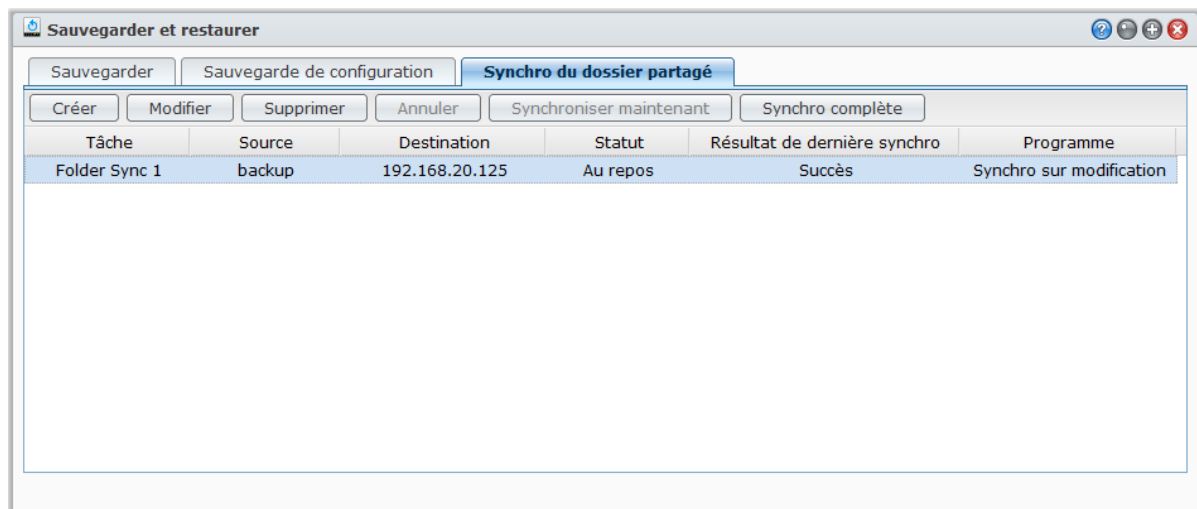 Sauvegarder et restaurer
Sauvegarder Sauvegarde de configuration Synchro du dossier partagé
Créer Modifier Supprimer Annuler Synchroniser maintenant Synchro complète
Tâche Source Destination Statut Résultat de dernière synchro Programme
Folder Sync 1 backup 192.168.20.125 Au repos Succès Synchro sur modification